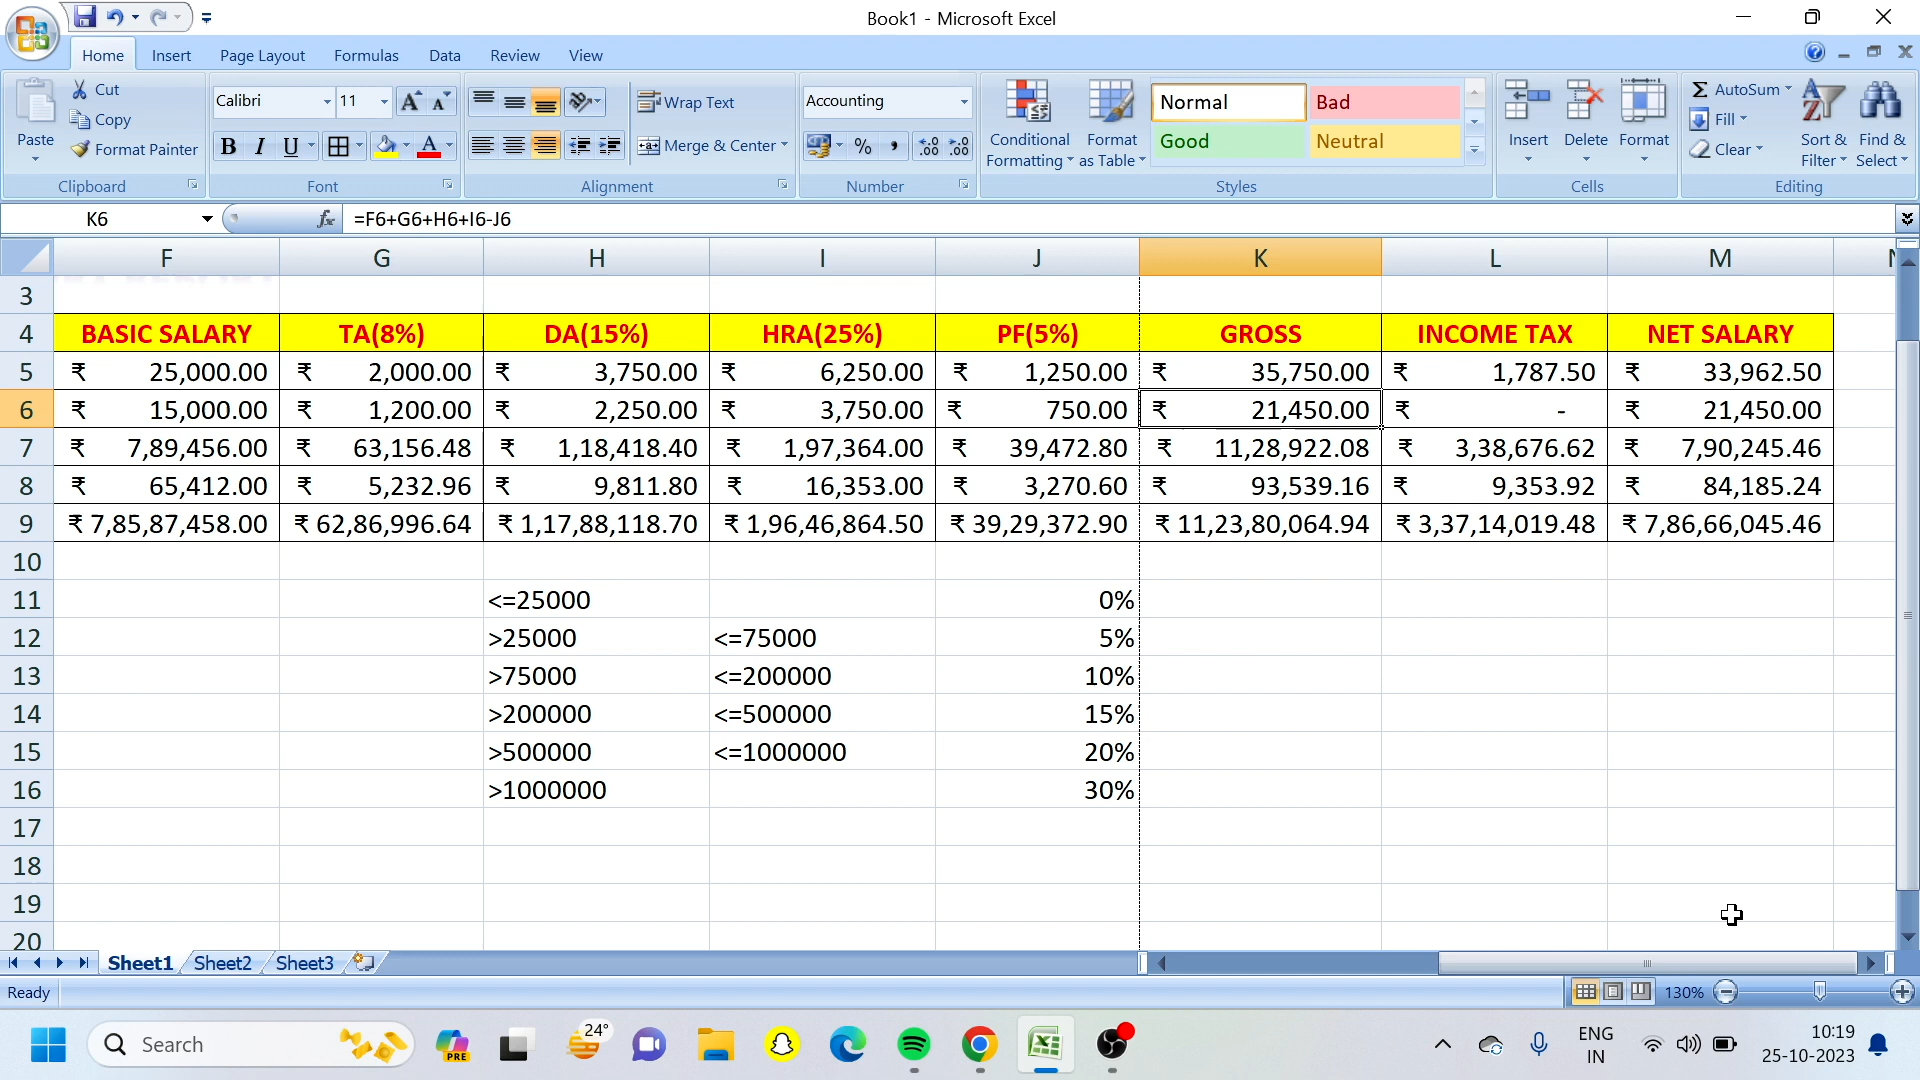 Book1 - Microsoft Excel
Home Insert Page Layout Formulas Data Review View
Paste
Cut
Copy
Format Painter
Clipboard
Calibri 11
B I U
Font
Wrap Text
Merge & Center
Alignment
Accounting
% ,
Number
Conditional Formatting
Format as Table
Normal Bad
Good Neutral
Styles
Insert Delete Format
Cells
Σ AutoSum
Fill
Clear
Sort & Filter
Find & Select
Editing
K6 fx =F6+G6+H6+I6-J6
F G H I J K L M
3
4 BASIC SALARY TA(8%) DA(15%) HRA(25%) PF(5%) GROSS INCOME TAX NET SALARY
5 ₹ 25,000.00 ₹ 2,000.00 ₹ 3,750.00 ₹ 6,250.00 ₹ 1,250.00 ₹ 35,750.00 ₹ 1,787.50 ₹ 33,962.50
6 ₹ 15,000.00 ₹ 1,200.00 ₹ 2,250.00 ₹ 3,750.00 ₹ 750.00 ₹ 21,450.00 ₹ - ₹ 21,450.00
7 ₹ 7,89,456.00 ₹ 63,156.48 ₹ 1,18,418.40 ₹ 1,97,364.00 ₹ 39,472.80 ₹ 11,28,922.08 ₹ 3,38,676.62 ₹ 7,90,245.46
8 ₹ 65,412.00 ₹ 5,232.96 ₹ 9,811.80 ₹ 16,353.00 ₹ 3,270.60 ₹ 93,539.16 ₹ 9,353.92 ₹ 84,185.24
9 ₹ 7,85,87,458.00 ₹ 62,86,996.64 ₹ 1,17,88,118.70 ₹ 1,96,46,864.50 ₹ 39,29,372.90 ₹ 11,23,80,064.94 ₹ 3,37,14,019.48 ₹ 7,86,66,045.46
10
11 <=25000 0%
12 >25000 <=75000 5%
13 >75000 <=200000 10%
14 >200000 <=500000 15%
15 >500000 <=1000000 20%
16 >1000000 30%
17
18
19
20
Sheet1 Sheet2 Sheet3
Ready 130%
Search PRE 24° ENG IN 10:19 25-10-2023